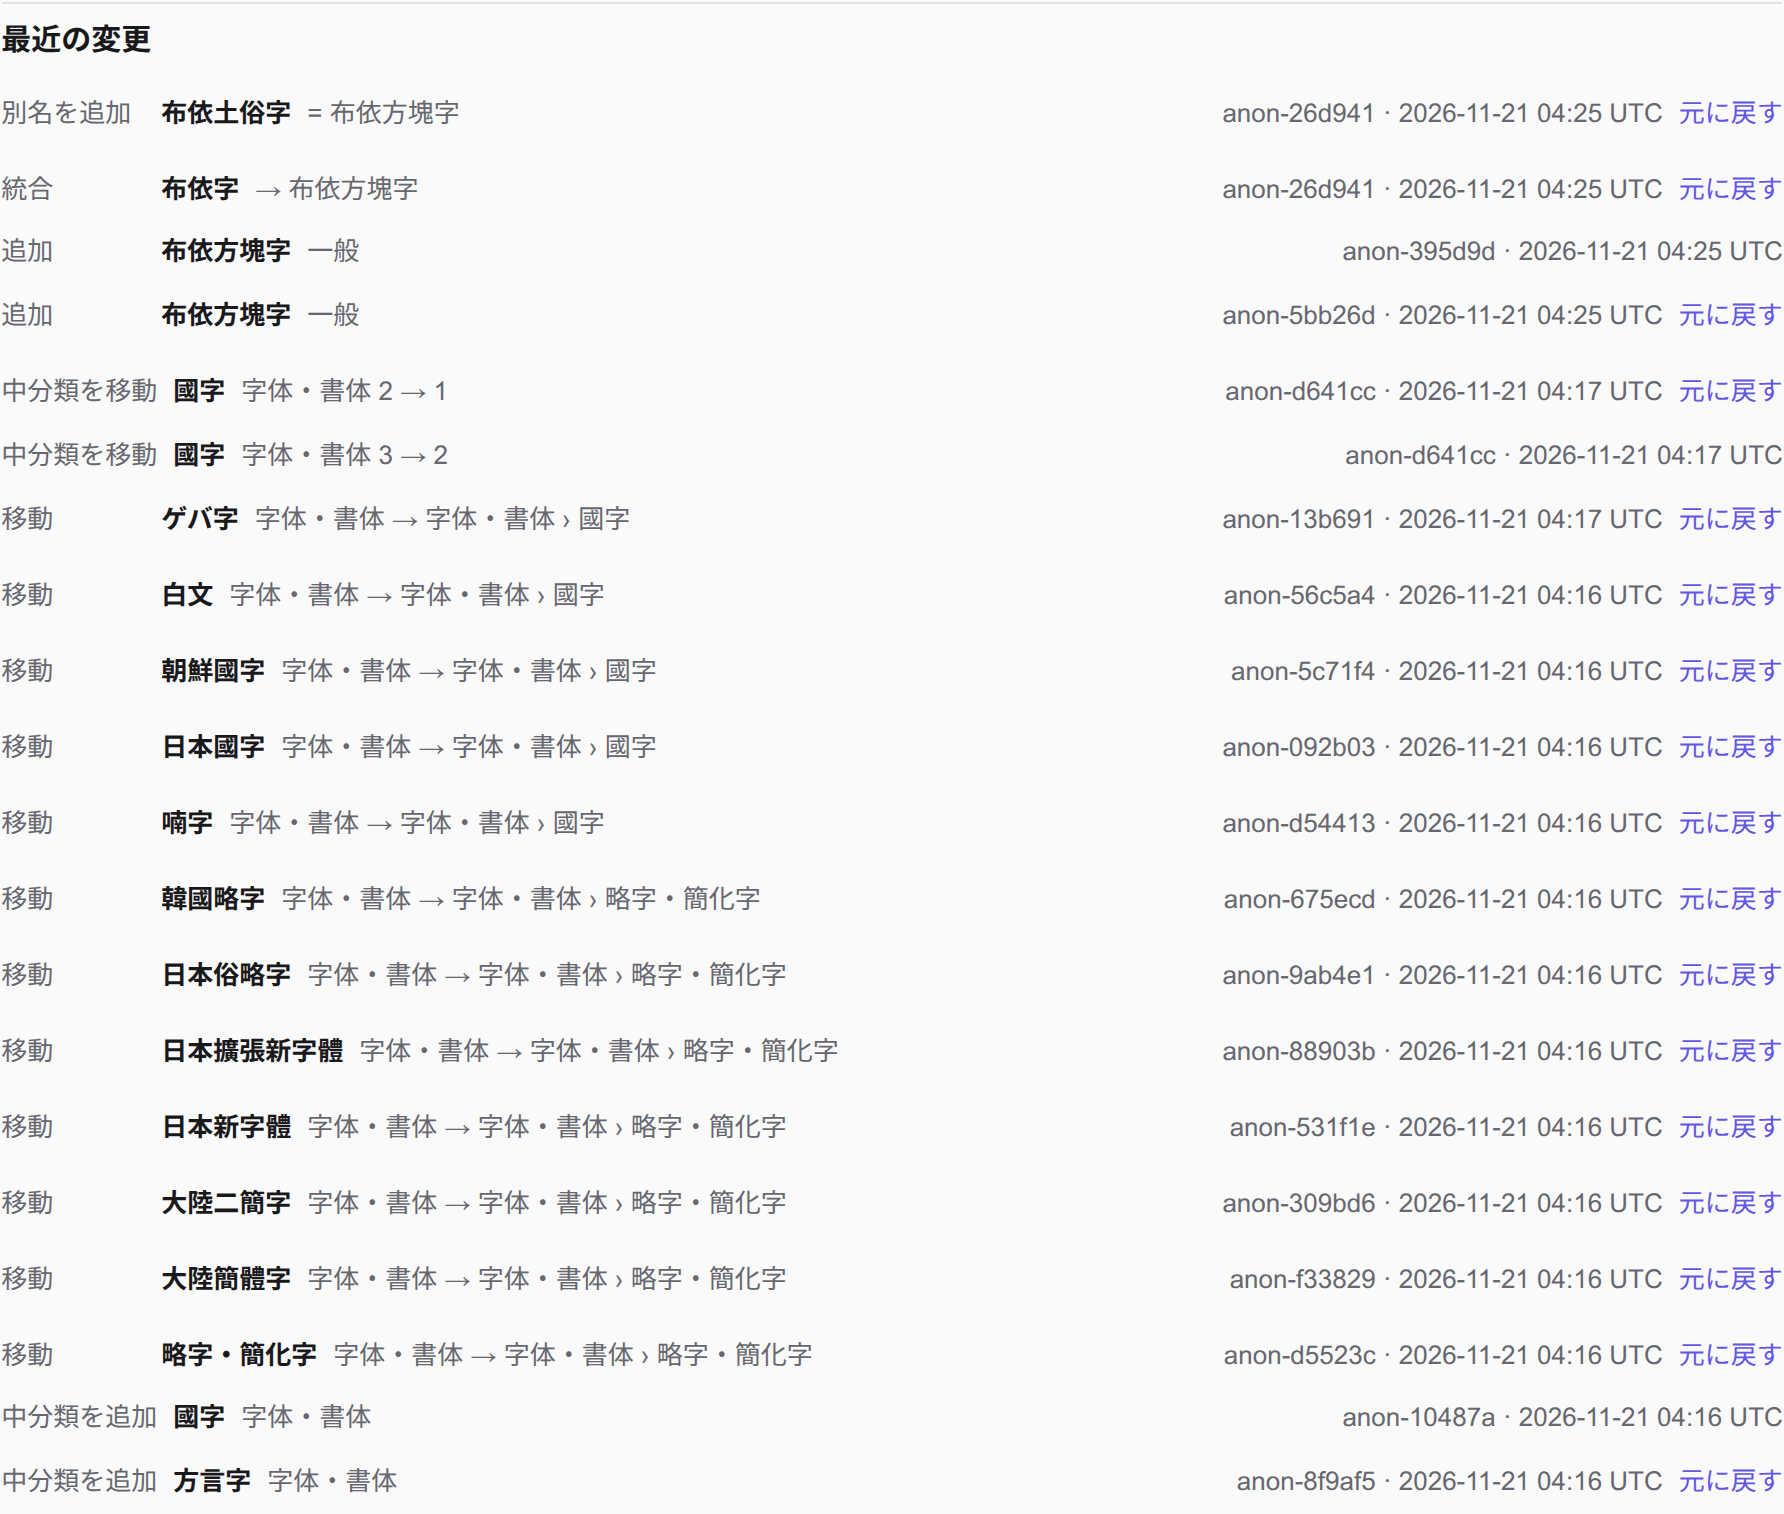 最近の変更
別名を追加 布依土俗字 = 布依方塊字 anon-26d941 · 2026-11-21 04:25 UTC 元に戻す
統合 布依字 → 布依方塊字 anon-26d941 · 2026-11-21 04:25 UTC 元に戻す
追加 布依方塊字 一般 anon-395d9d · 2026-11-21 04:25 UTC
追加 布依方塊字 一般 anon-5bb26d · 2026-11-21 04:25 UTC 元に戻す
中分類を移動 國字 字体・書体 2 → 1 anon-d641cc · 2026-11-21 04:17 UTC 元に戻す
中分類を移動 國字 字体・書体 3 → 2 anon-d641cc · 2026-11-21 04:17 UTC
移動 ゲバ字 字体・書体 → 字体・書体 › 國字 anon-13b691 · 2026-11-21 04:17 UTC 元に戻す
移動 白文 字体・書体 → 字体・書体 › 國字 anon-56c5a4 · 2026-11-21 04:16 UTC 元に戻す
移動 朝鮮國字 字体・書体 → 字体・書体 › 國字 anon-5c71f4 · 2026-11-21 04:16 UTC 元に戻す
移動 日本國字 字体・書体 → 字体・書体 › 國字 anon-092b03 · 2026-11-21 04:16 UTC 元に戻す
移動 喃字 字体・書体 → 字体・書体 › 國字 anon-d54413 · 2026-11-21 04:16 UTC 元に戻す
移動 韓國略字 字体・書体 → 字体・書体 › 略字・簡化字 anon-675ecd · 2026-11-21 04:16 UTC 元に戻す
移動 日本俗略字 字体・書体 → 字体・書体 › 略字・簡化字 anon-9ab4e1 · 2026-11-21 04:16 UTC 元に戻す
移動 日本擴張新字體 字体・書体 → 字体・書体 › 略字・簡化字 anon-88903b · 2026-11-21 04:16 UTC 元に戻す
移動 日本新字體 字体・書体 → 字体・書体 › 略字・簡化字 anon-531f1e · 2026-11-21 04:16 UTC 元に戻す
移動 大陸二簡字 字体・書体 → 字体・書体 › 略字・簡化字 anon-309bd6 · 2026-11-21 04:16 UTC 元に戻す
移動 大陸簡體字 字体・書体 → 字体・書体 › 略字・簡化字 anon-f33829 · 2026-11-21 04:16 UTC 元に戻す
移動 略字・簡化字 字体・書体 → 字体・書体 › 略字・簡化字 anon-d5523c · 2026-11-21 04:16 UTC 元に戻す
中分類を追加 國字 字体・書体 anon-10487a · 2026-11-21 04:16 UTC
中分類を追加 方言字 字体・書体 anon-8f9af5 · 2026-11-21 04:16 UTC 元に戻す